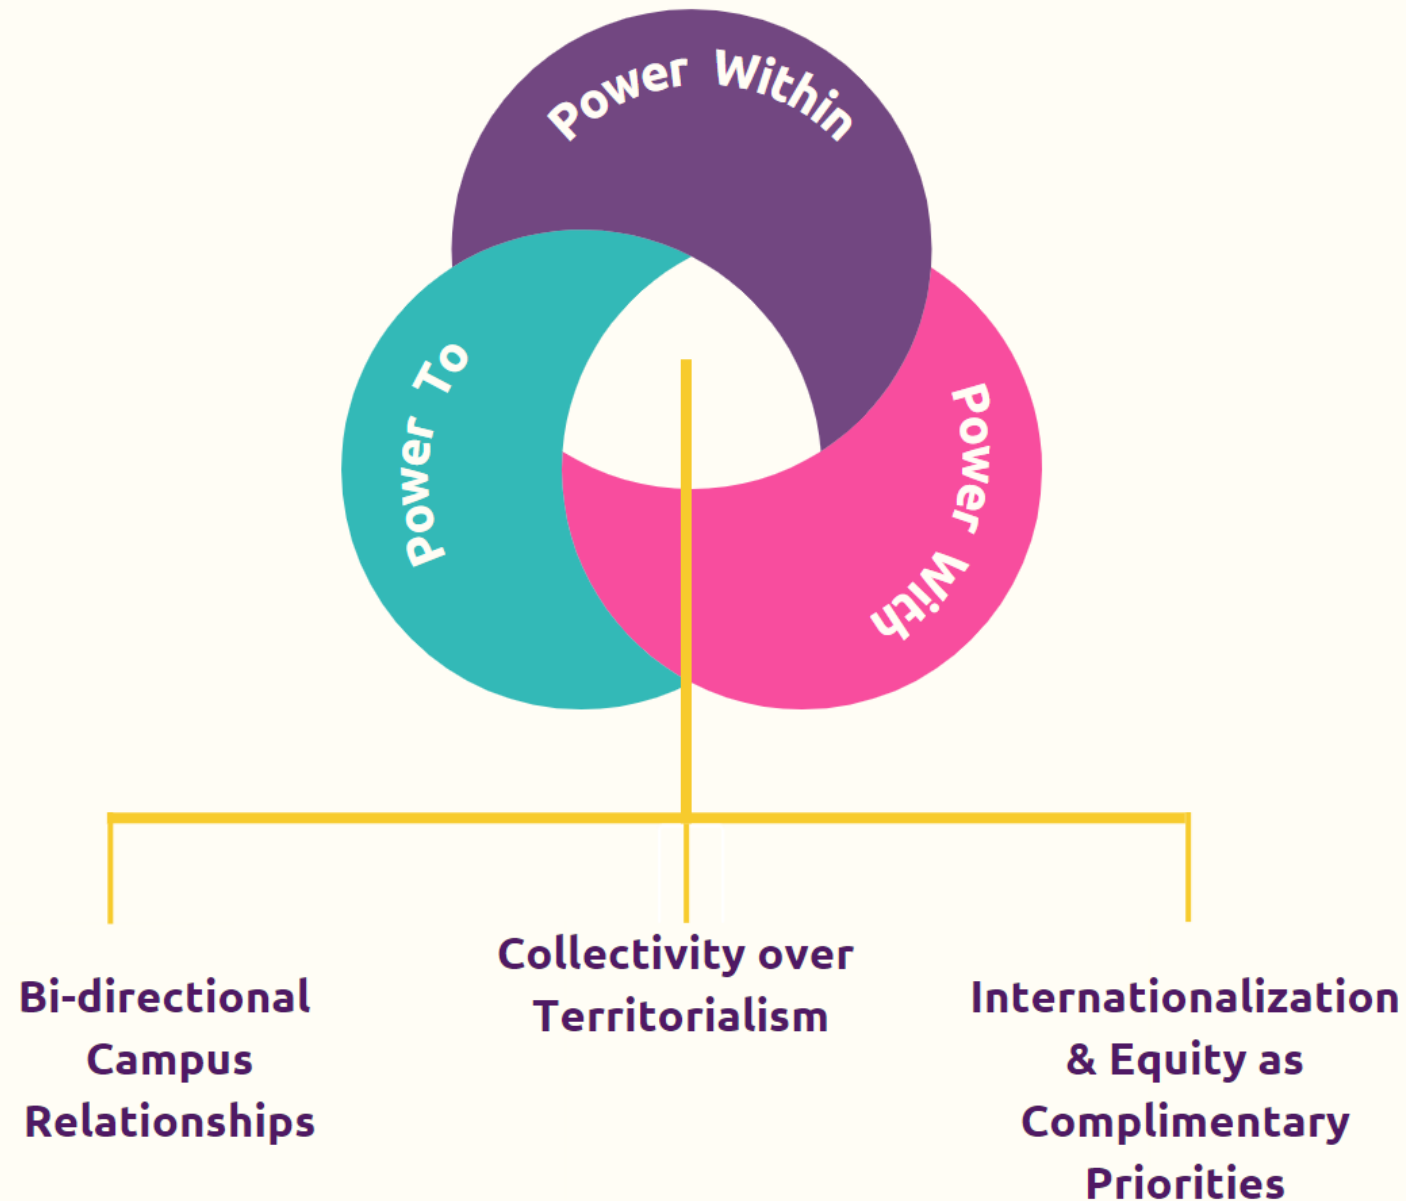 Power Within
Power To
Power With
Collectivity over
Territorialism
Bi-directional
Campus
Relationships
Internationalization
& Equity as
Complimentary
Priorities